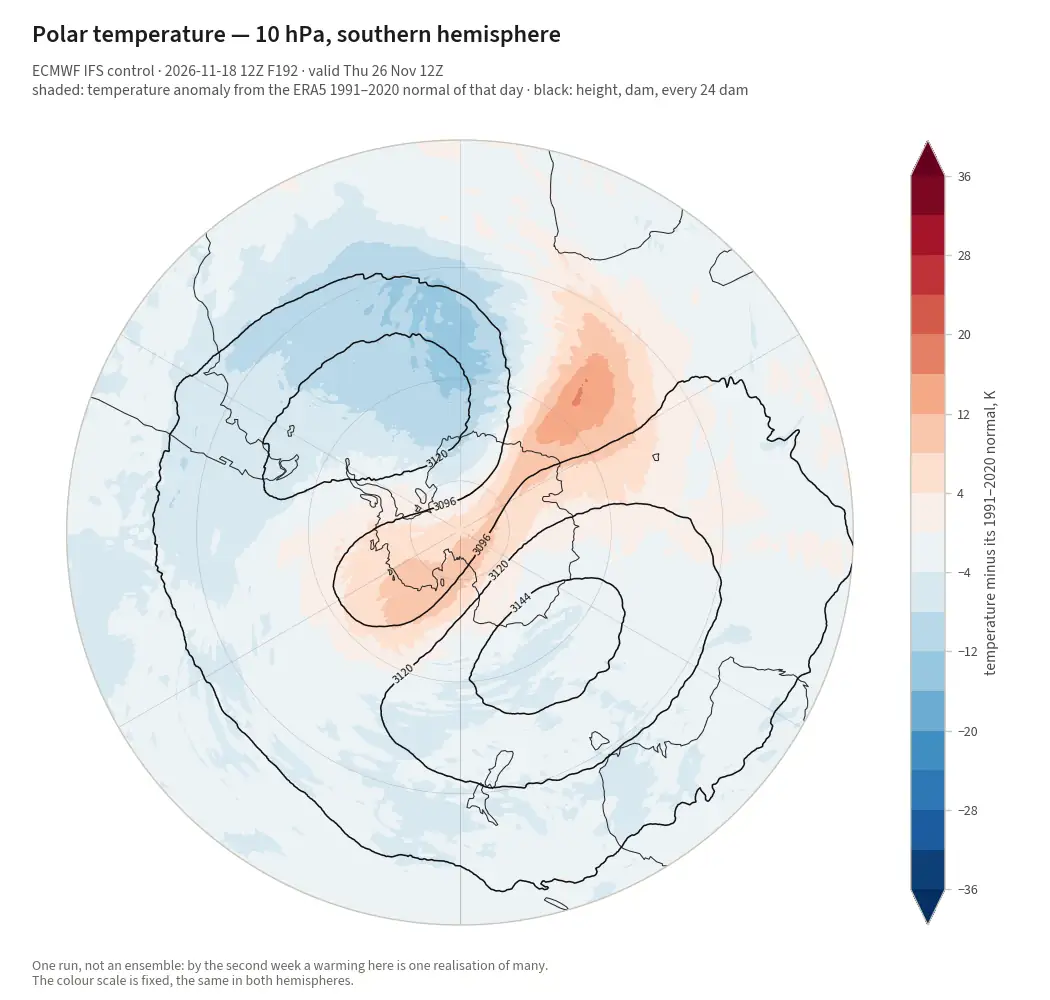 Polar temperature — 10 hPa, southern hemisphere
ECMWF IFS control · 2026-11-18 12Z F192 · valid Thu 26 Nov 12Z
shaded: temperature anomaly from the ERA5 1991–2020 normal of that day · black: height, dam, every 24 dam
36
28
20
12
4
−4
−12
−20
−28
−36
temperature minus its 1991–2020 normal, K
3120
3096
3096
3120
3144
3120
One run, not an ensemble: by the second week a warming here is one realisation of many.
The colour scale is fixed, the same in both hemispheres.